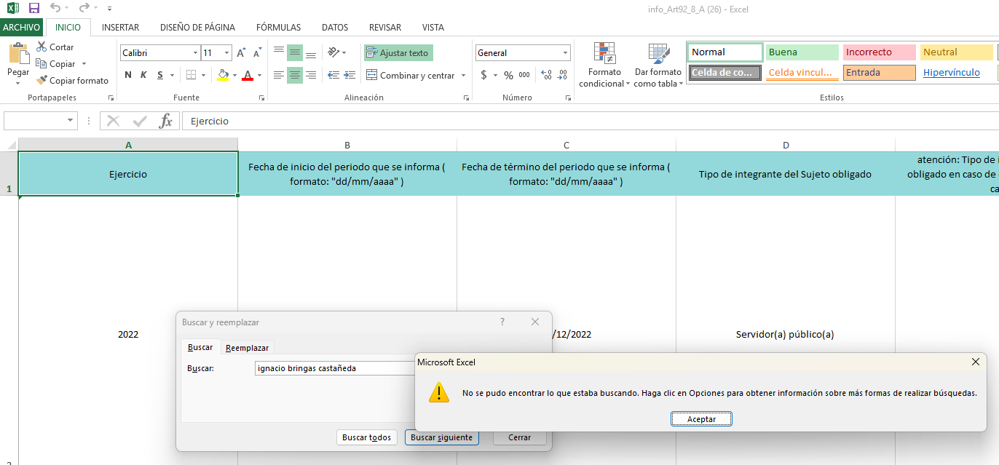 info_Art92_8_A (26) - Excel
ARCHIVO INICIO INSERTAR DISEÑO DE PÁGINA FÓRMULAS DATOS REVISAR VISTA
Pegar
Cortar
Copiar
Copiar formato
Portapapeles
Calibri 11
N K S
Fuente
Ajustar texto
Combinar y centrar
Alineación
General
$ % 000
Número
Formato condicional
Dar formato como tabla
Normal Buena Incorrecto Neutral
Celda de co... Celda vincul... Entrada Hipervínculo
Estilos
fx Ejercicio
A B C D
1
Ejercicio
Fecha de inicio del periodo que se informa (
formato: "dd/mm/aaaa" )
Fecha de término del periodo que se informa (
formato: "dd/mm/aaaa" )
Tipo de integrante del Sujeto obligado
atención: Tipo de i
obligado en caso de
ca
2022
/12/2022
Servidor(a) público(a)
Buscar y reemplazar
Buscar Reemplazar
Buscar: ignacio bringas castañeda
Buscar todos Buscar siguiente Cerrar
Microsoft Excel
No se pudo encontrar lo que estaba buscando. Haga clic en Opciones para obtener información sobre más formas de realizar búsquedas.
Aceptar